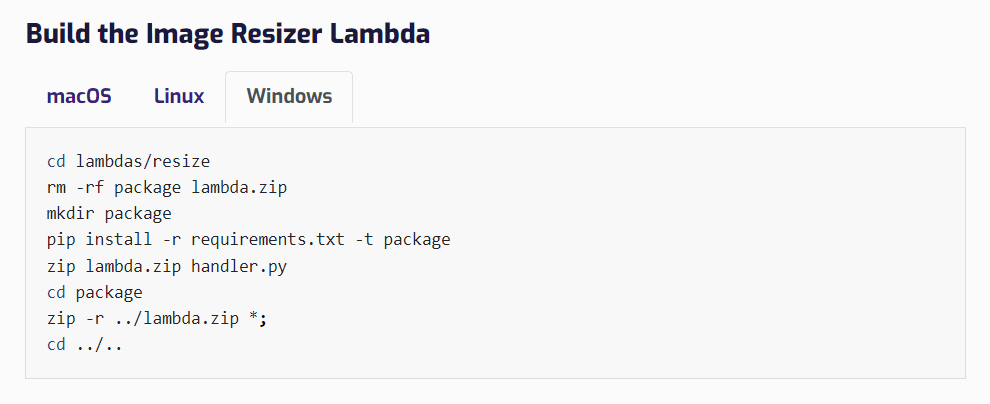 Build the Image Resizer Lambda
macOS Linux Windows
cd lambdas/resize
rm -rf package lambda.zip
mkdir package
pip install -r requirements.txt -t package
zip lambda.zip handler.py
cd package
zip -r ../lambda.zip *;
cd ../..